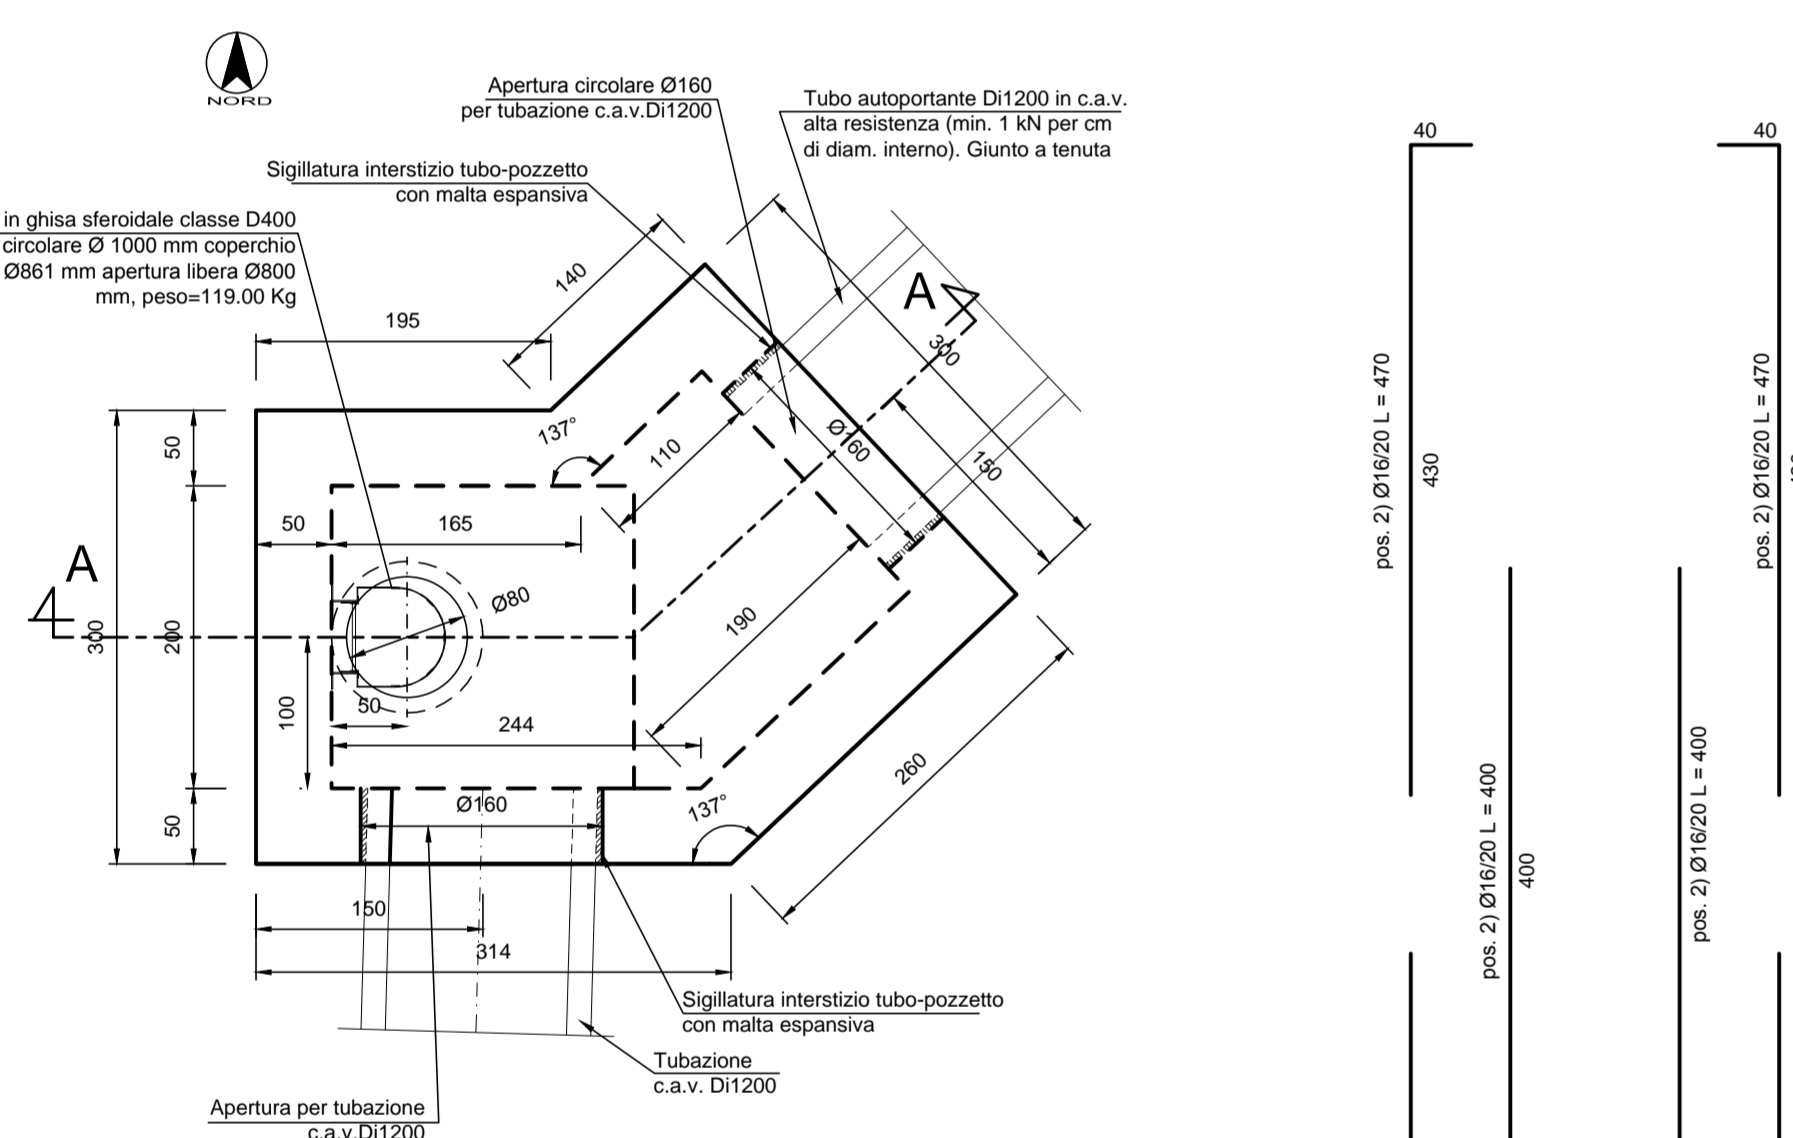 NORD
Apertura circolare Ø160
per tubazione c.a.v.Di1200
Tubo autoportante Di1200 in c.a.v.
alta resistenza (min. 1 kN per cm
di diam. interno). Giunto a tenuta
Sigillatura interstizio tubo-pozzetto
con malta espansiva
in ghisa sferoidale classe D400
circolare Ø 1000 mm coperchio
Ø861 mm apertura libera Ø800
mm, peso=119.00 Kg
195
140
A
300
137°
110
Ø160
150
50
200
50
300
50
165
A
Ø80
50
100
244
190
260
Ø160
137°
150
314
Sigillatura interstizio tubo-pozzetto
con malta espansiva
Tubazione
c.a.v. Di1200
Apertura per tubazione
c.a.v.Di1200
40
pos. 2) Ø16/20 L = 470
430
pos. 2) Ø16/20 L = 400
400
40
pos. 2) Ø16/20 L = 470
pos. 2) Ø16/20 L = 400